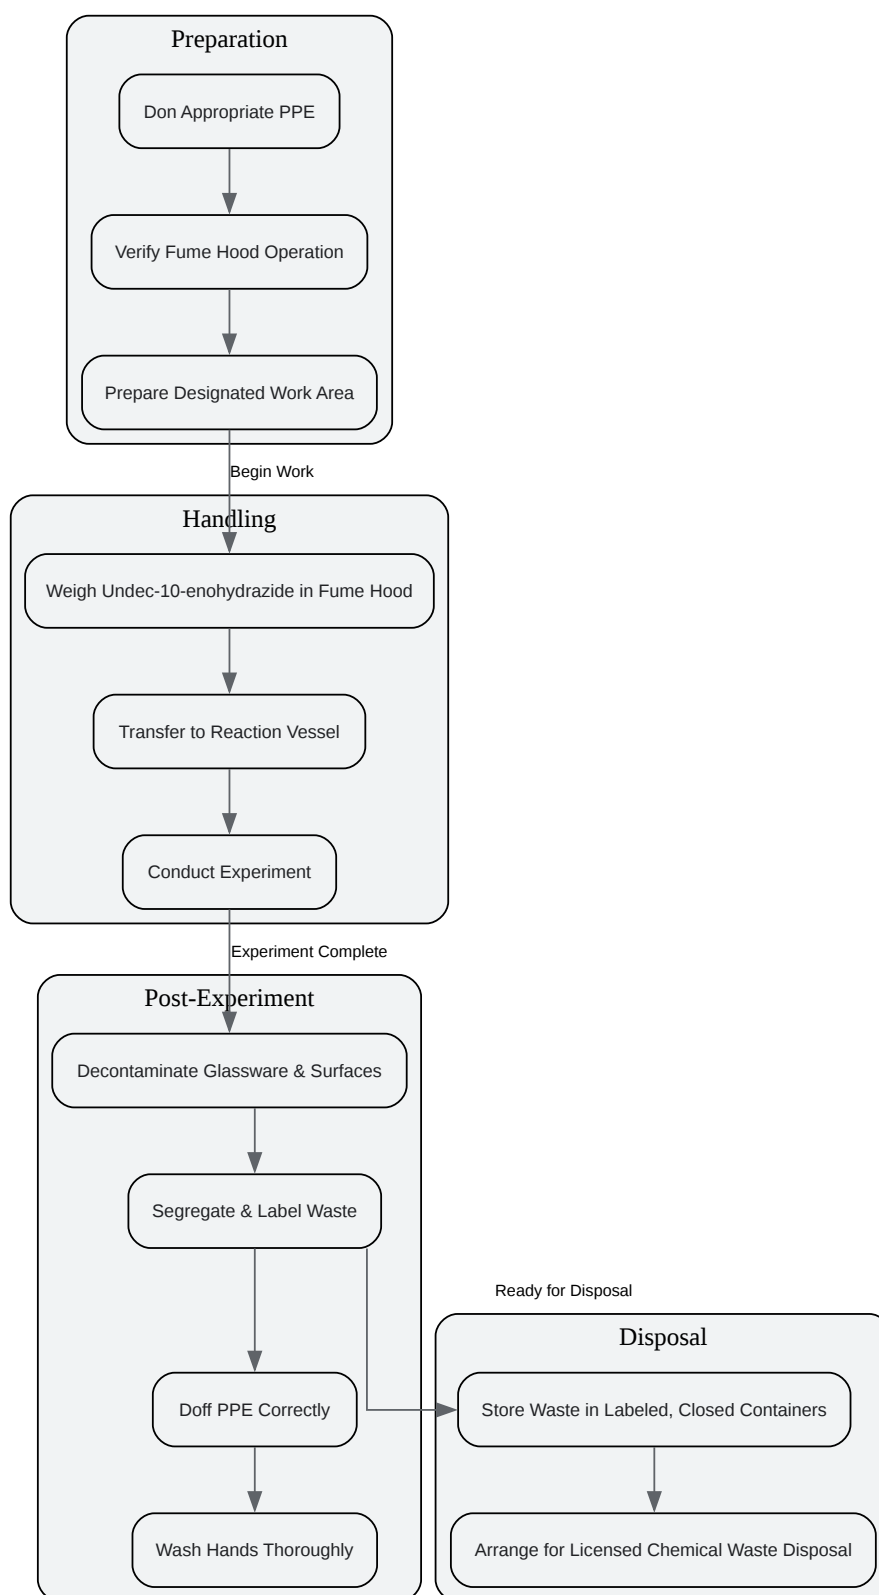 Preparation
Don Appropriate PPE
Verify Fume Hood Operation
Prepare Designated Work Area
Begin Work
Handling
Weigh Undec-10-enohydrazide in Fume Hood
Transfer to Reaction Vessel
Conduct Experiment
Experiment Complete
Post-Experiment
Decontaminate Glassware & Surfaces
Segregate & Label Waste
Ready for Disposal
Disposal
Doff PPE Correctly
Store Waste in Labeled, Closed Containers
Wash Hands Thoroughly
Arrange for Licensed Chemical Waste Disposal